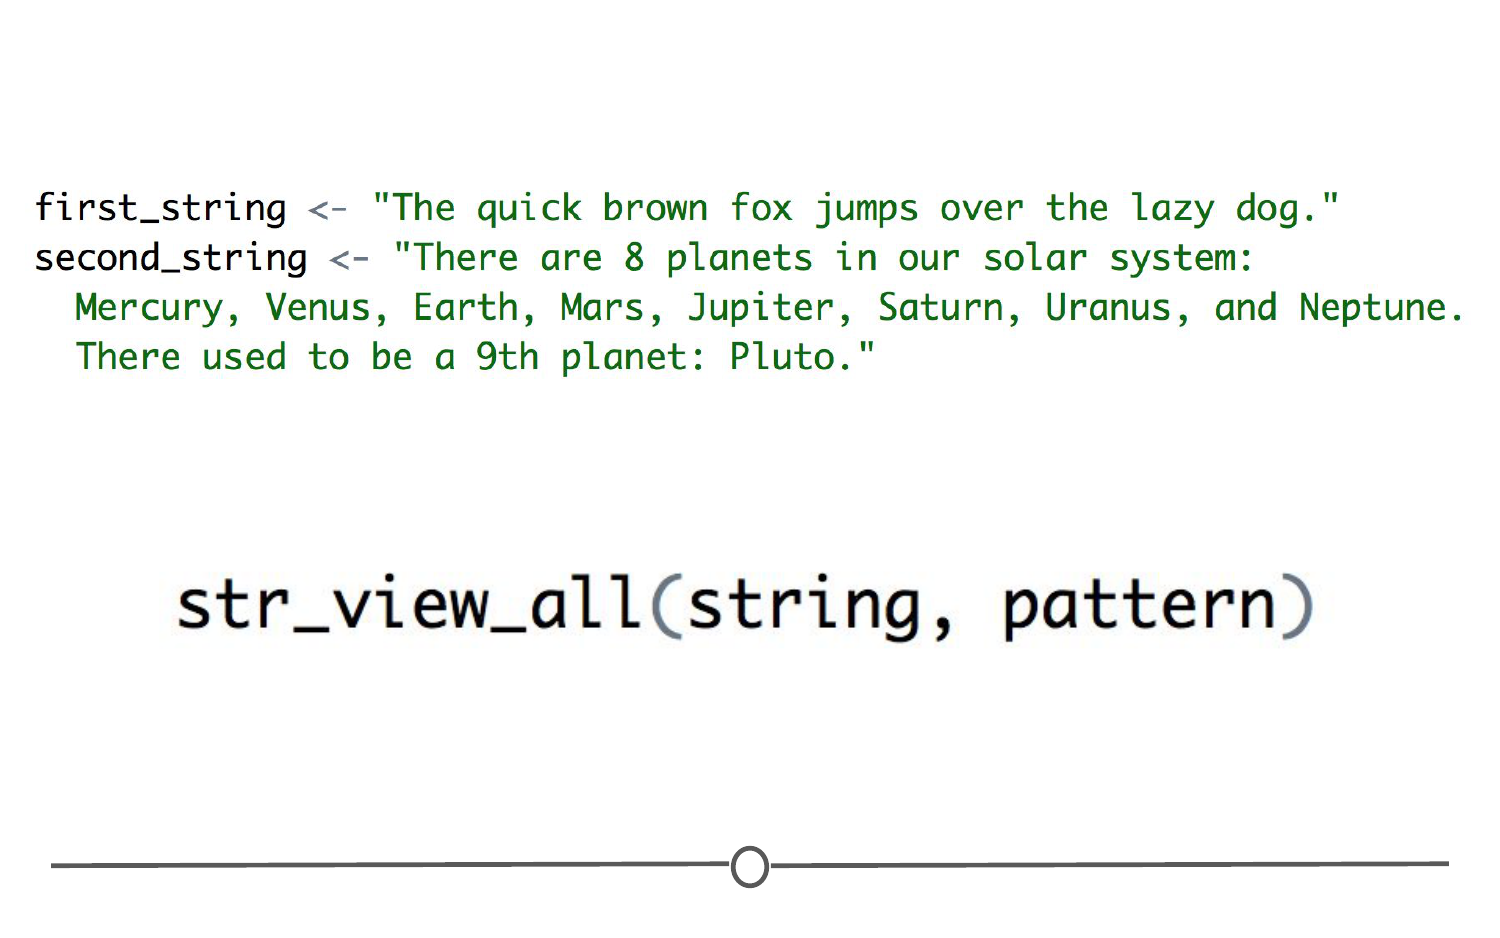 first_string <- "The quick brown fox jumps over the lazy dog."
second_string <- "There are 8 planets in our solar system:
Mercury, Venus, Earth, Mars, Jupiter, Saturn, Uranus, and Neptune.
There used to be a 9th planet: Pluto."
str_view_all(string, pattern)